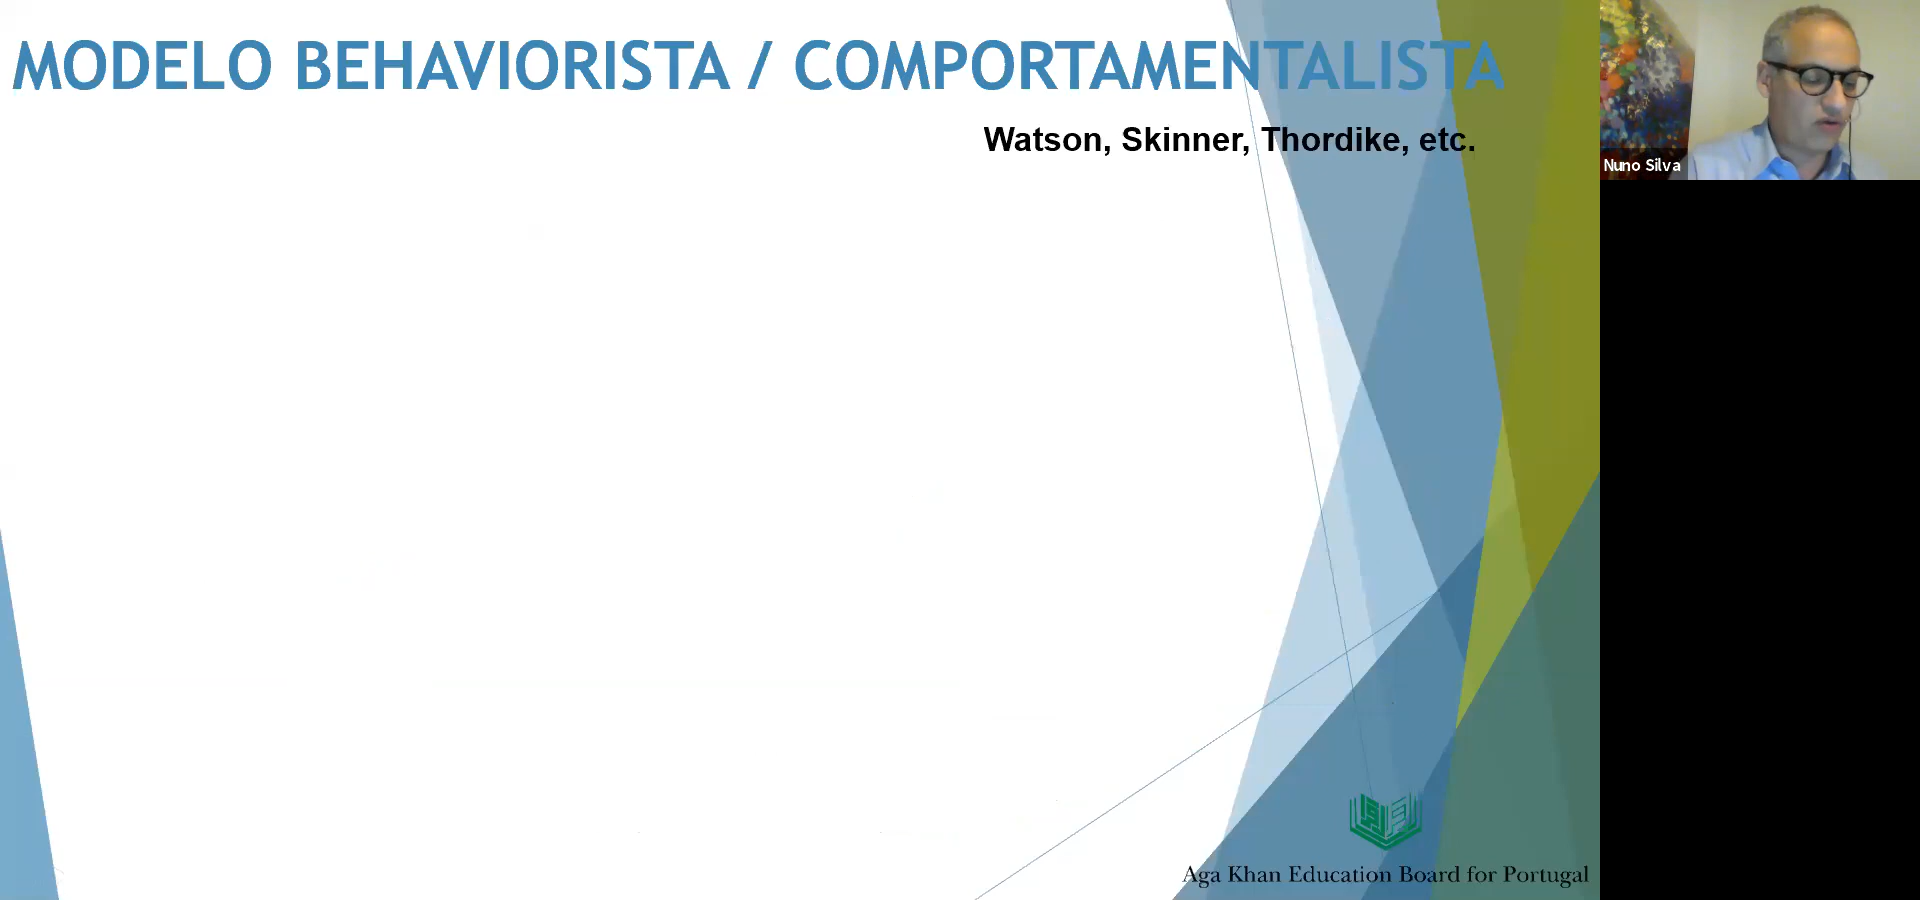 MODELO BEHAVIORISTA / COMPORTAMENTALISTA
Watson, Skinner, Thordike, etc.
Nuno Silva
Aga Khan Education Board for Portugal